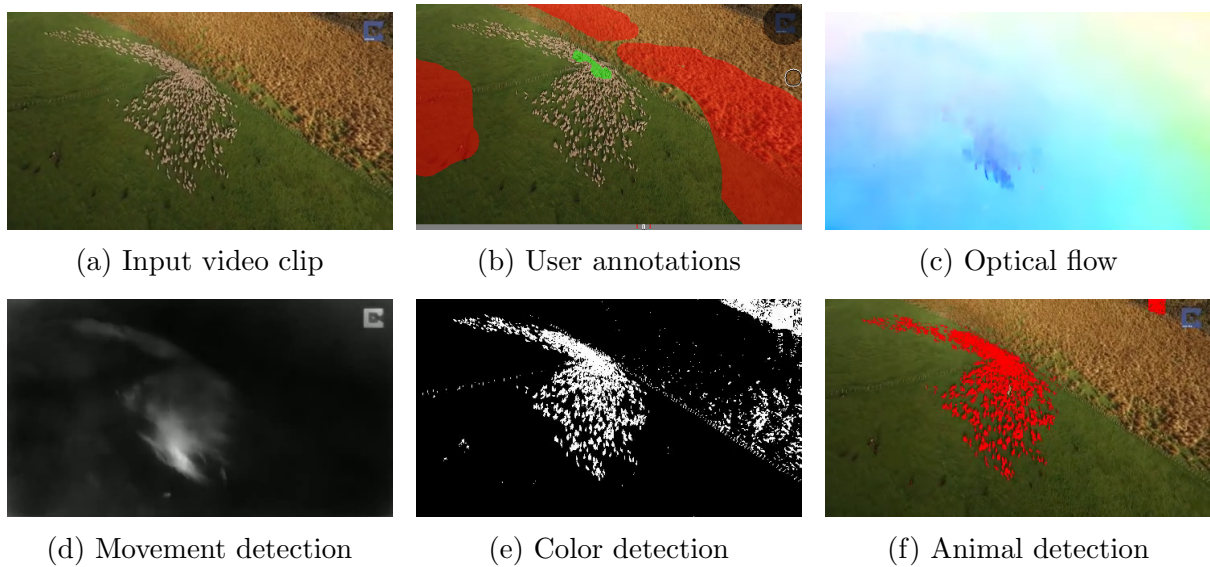 (a) Input video clip
(b) User annotations
(c) Optical flow
(d) Movement detection
(e) Color detection
(f) Animal detection